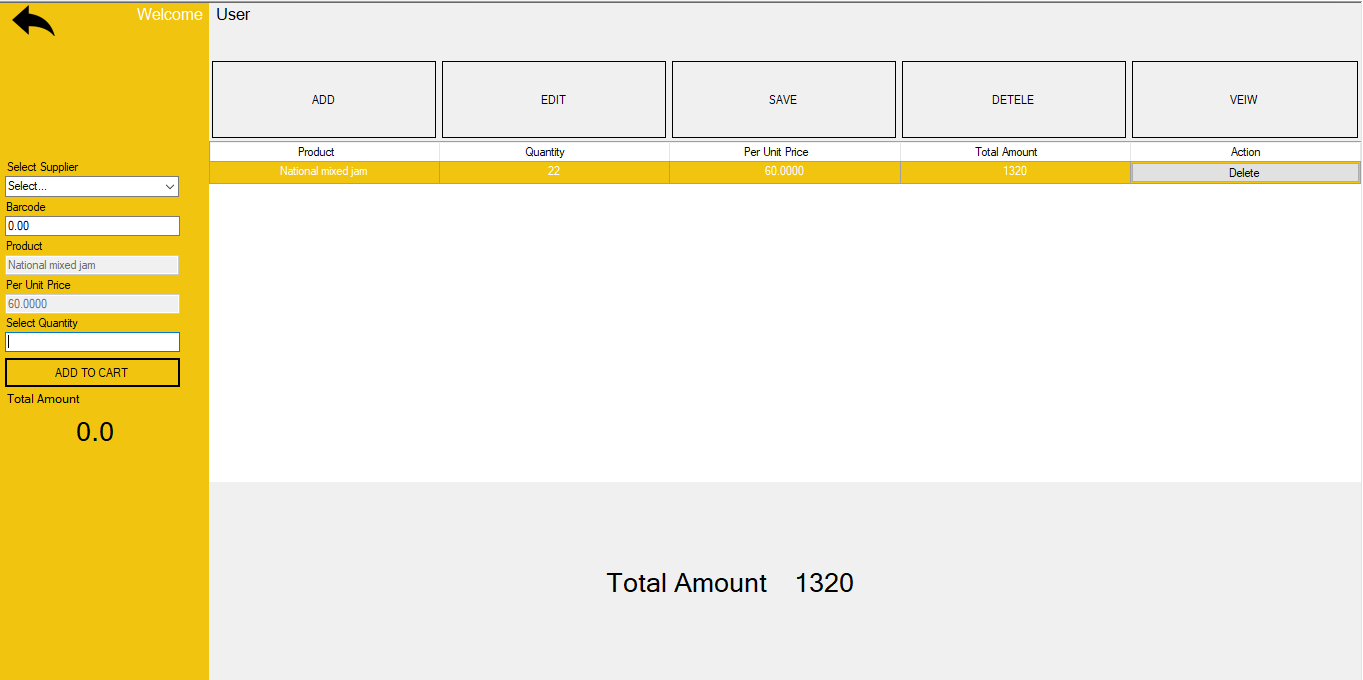 Welcome User
ADD EDIT SAVE DETELE VEIW
Product Quantity Per Unit Price Total Amount Action
National mixed jam 22 60.0000 1320 Delete
Select Supplier
Select...
Barcode
0.00
Product
National mixed jam
Per Unit Price
60.0000
Select Quantity
ADD TO CART
Total Amount
0.0
Total Amount 1320